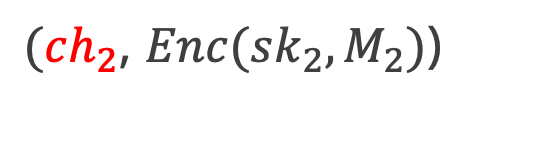 (ch₂, Enc(sk₂, M₂))